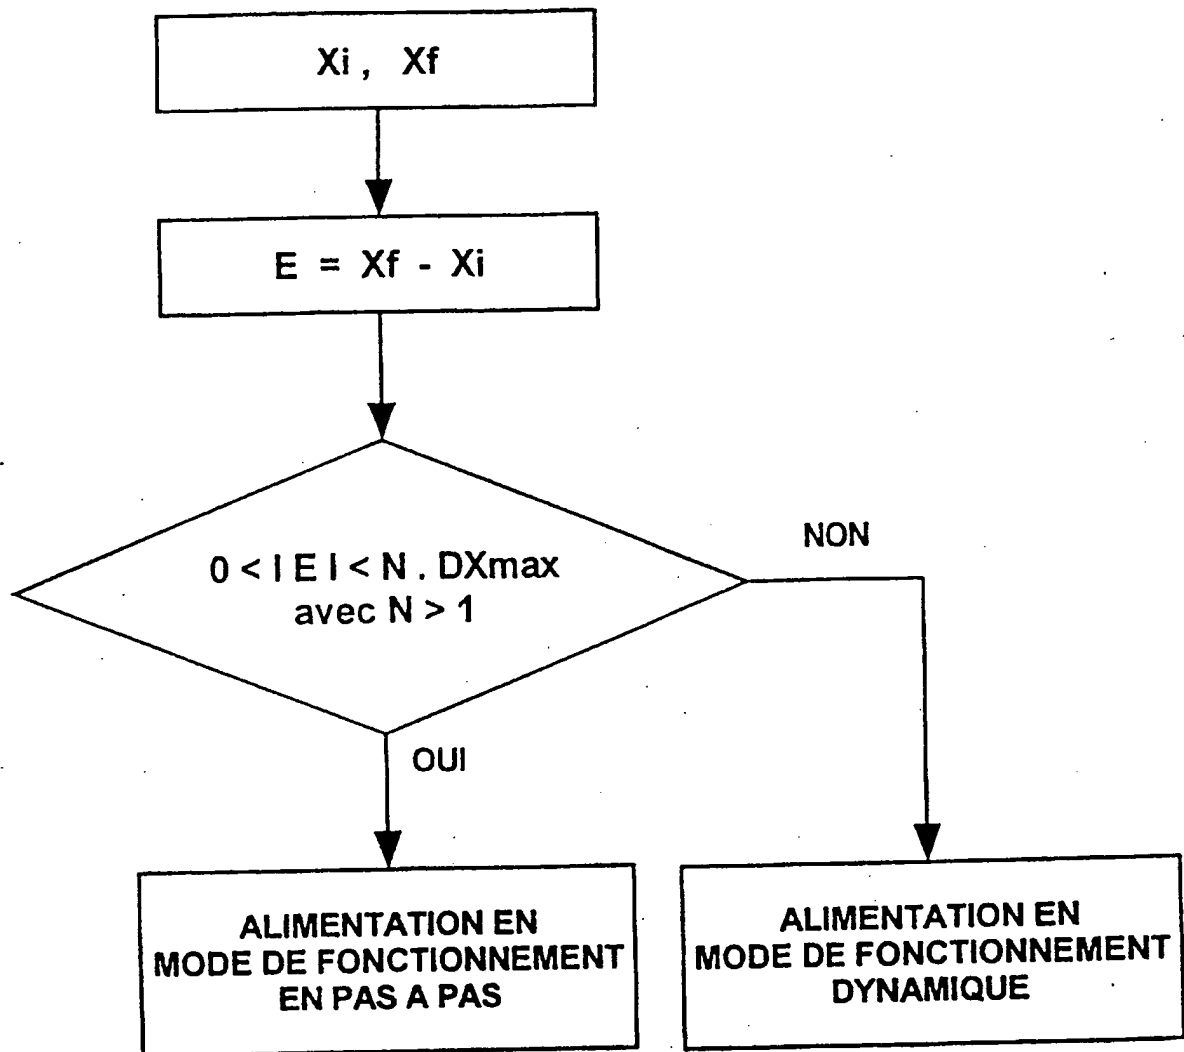 Xi , Xf
E = Xf - Xi
0 < I E I < N . DXmax
avec N > 1
NON
OUI
ALIMENTATION EN
MODE DE FONCTIONNEMENT
EN PAS A PAS
ALIMENTATION EN
MODE DE FONCTIONNEMENT
DYNAMIQUE